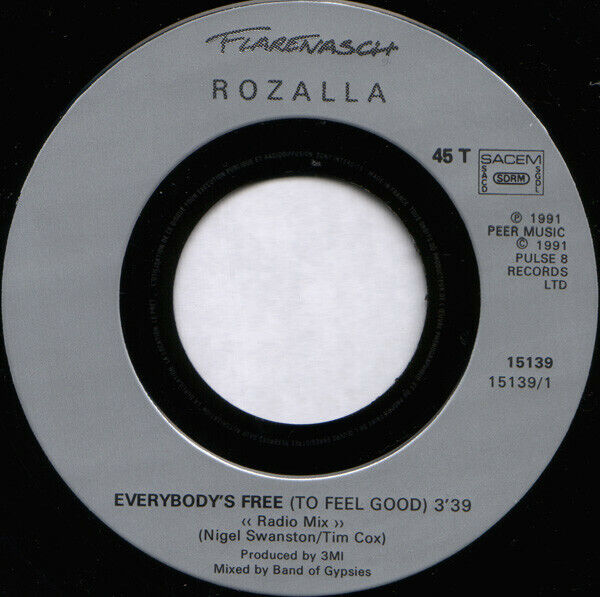 FLARENASCH
ROZALLA
45 T
SACEM
SACD
SDRM
SGDL
℗ 1991
PEER MUSIC
© 1991
PULSE 8
RECORDS
LTD
15139
15139/1
EVERYBODY'S FREE (TO FEEL GOOD) 3'39
‹‹ Radio Mix ››
(Nigel Swanston/Tim Cox)
Produced by 3MI
Mixed by Band of Gypsies